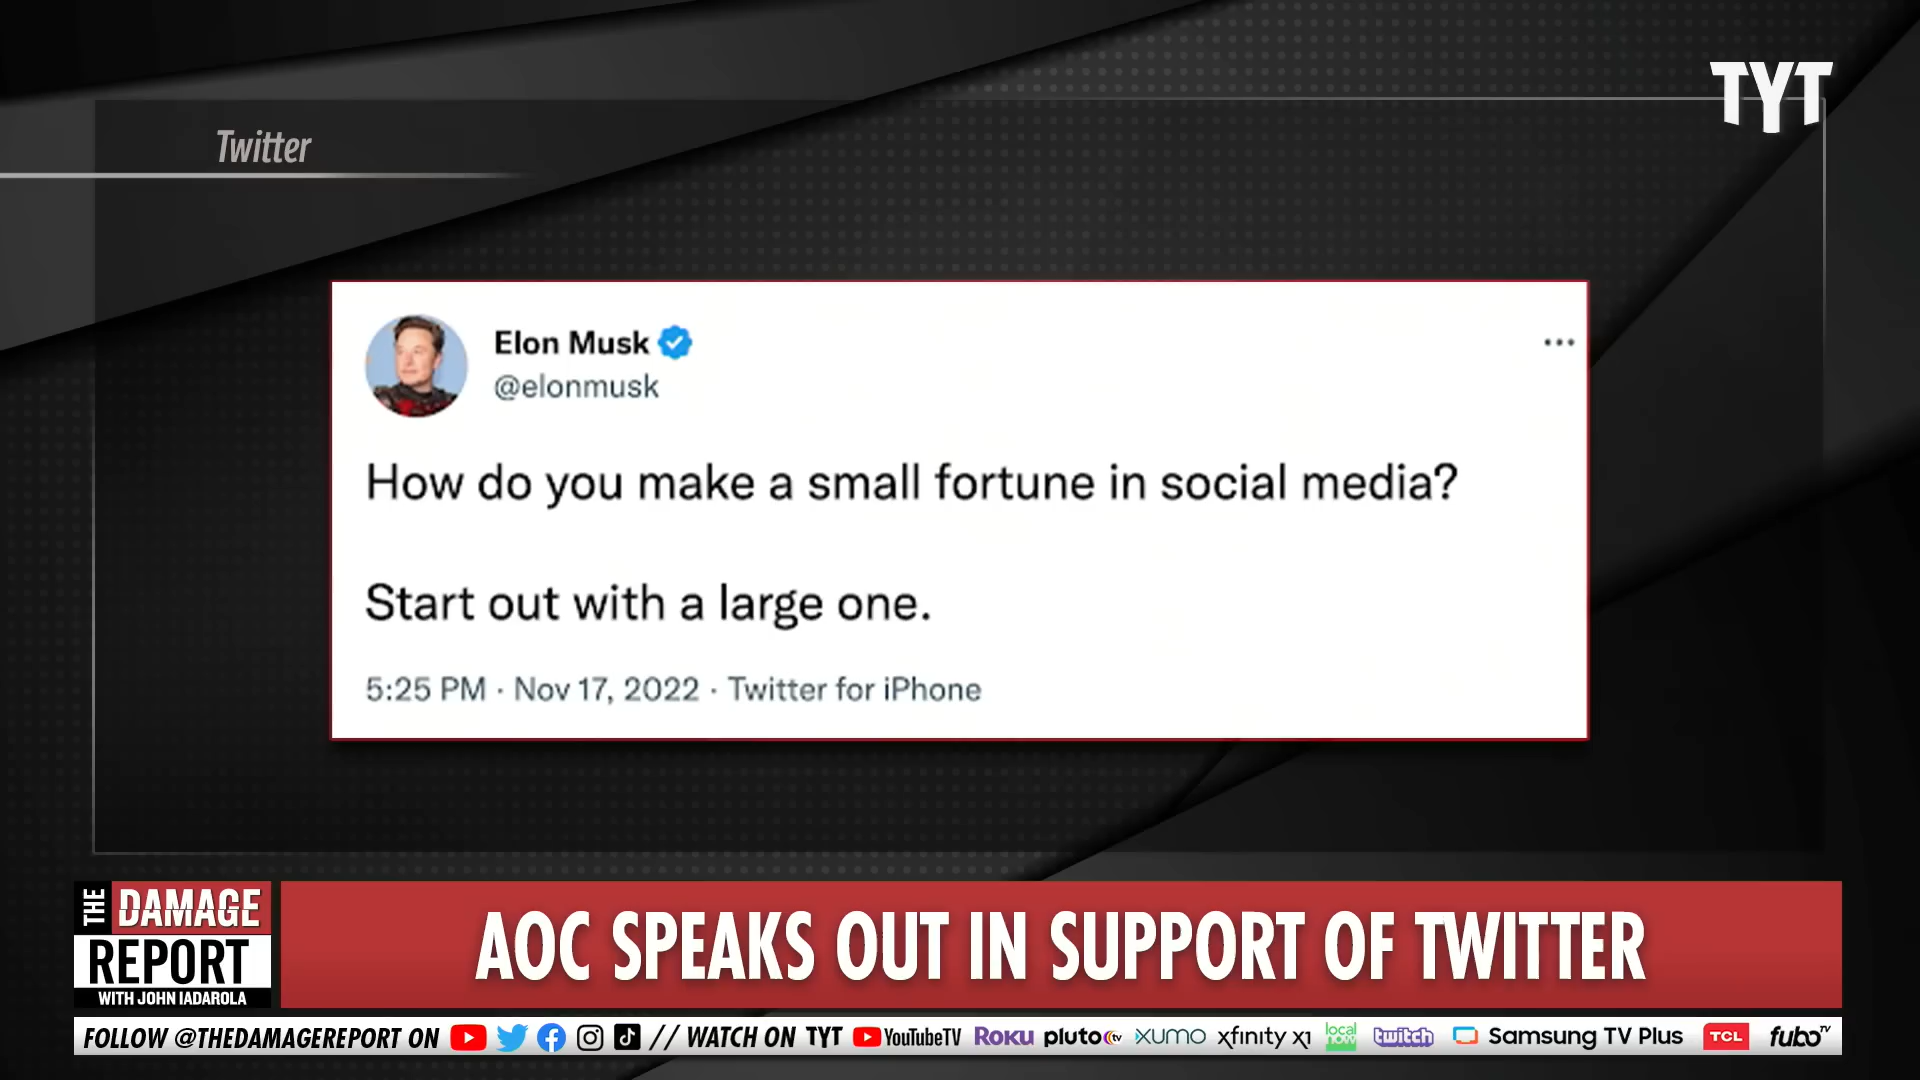 TYT
Twitter
Elon Musk
@elonmusk
How do you make a small fortune in social media?
Start out with a large one.
5:25 PM · Nov 17, 2022 · Twitter for iPhone
THE DAMAGE
REPORT
WITH JOHN IADAROLA
AOC SPEAKS OUT IN SUPPORT OF TWITTER
FOLLOW @THEDAMAGEREPORT ON // WATCH ON TYT YouTubeTV ROKU pluto tv XUMO xfinity x1 local now twitch Samsung TV Plus TCL fubo TV